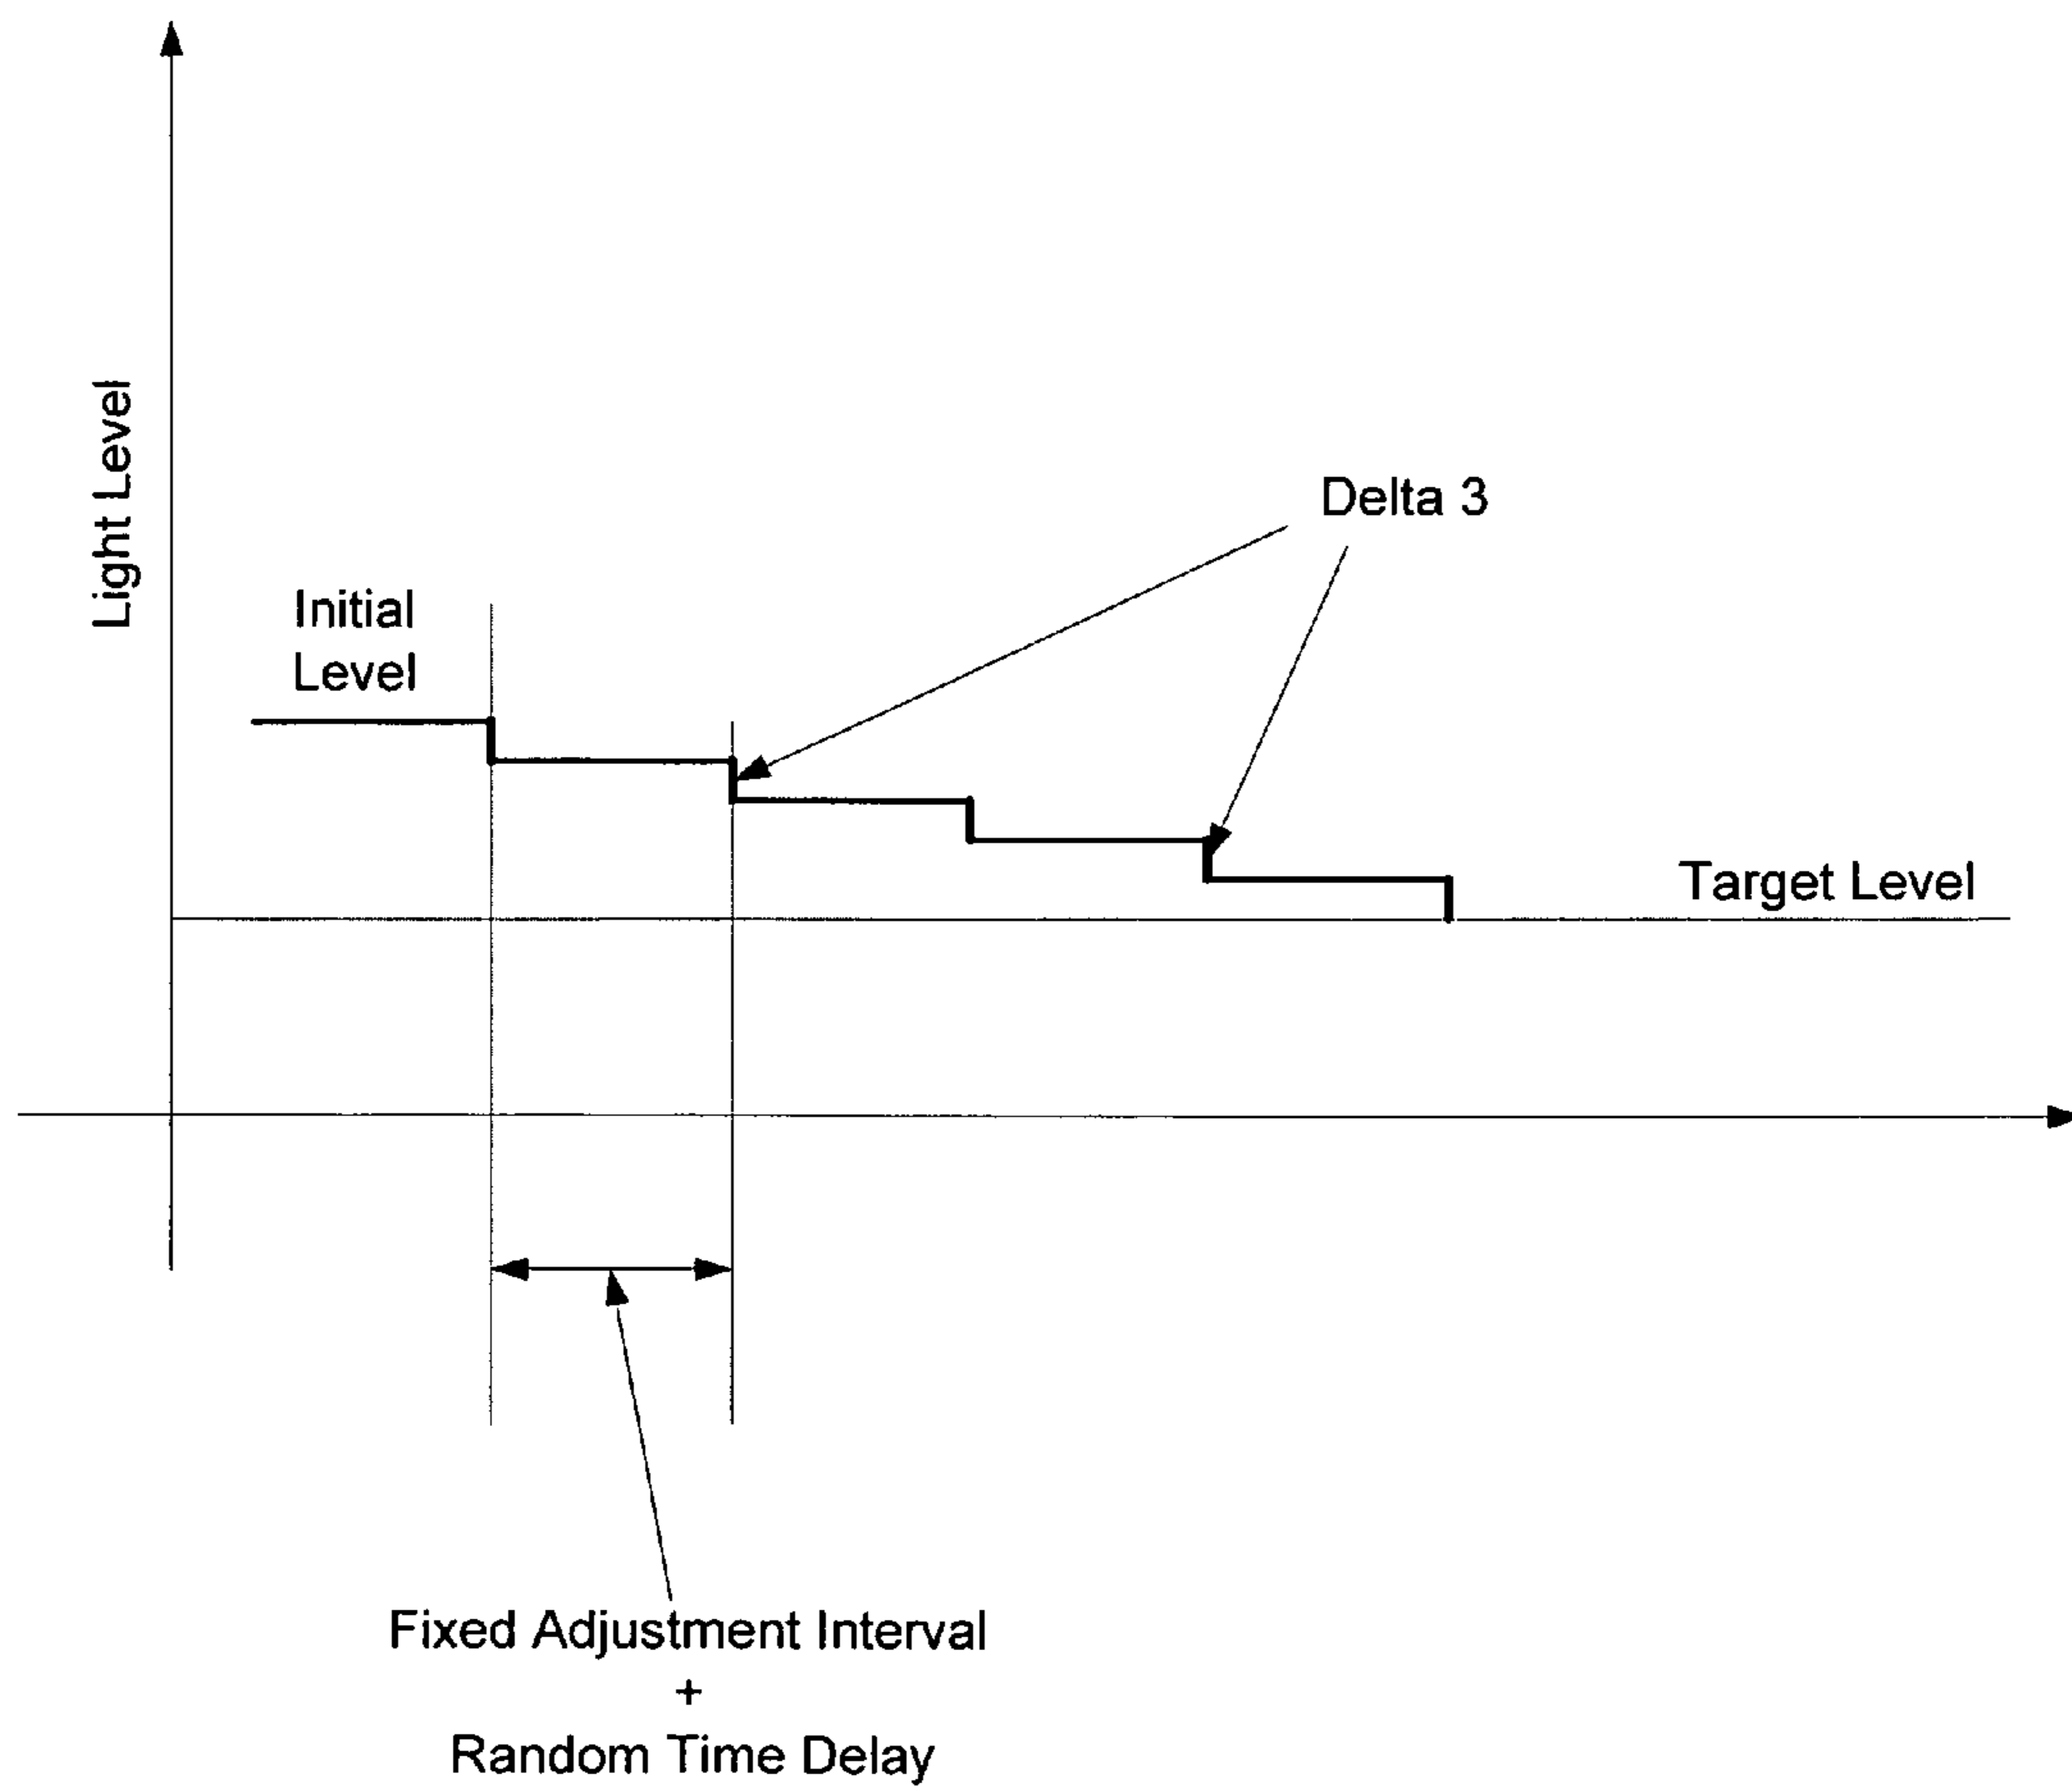 Light Level
Delta 3
Initial
Level
Target Level
Fixed Adjustment Interval
+
Random Time Delay